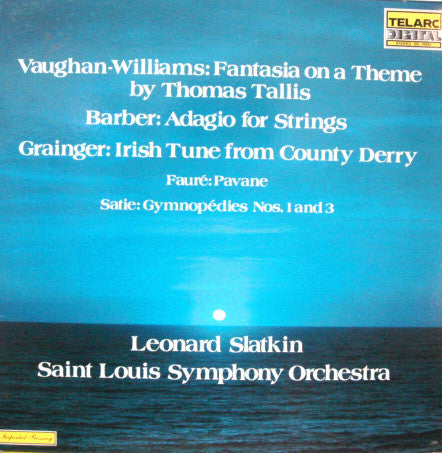 TELARC
DIGITAL
Vaughan-Williams: Fantasia on a Theme
by Thomas Tallis
Barber: Adagio for Strings
Grainger: Irish Tune from County Derry
Fauré: Pavane
Satie: Gymnopédies Nos. 1 and 3
Leonard Slatkin
Saint Louis Symphony Orchestra